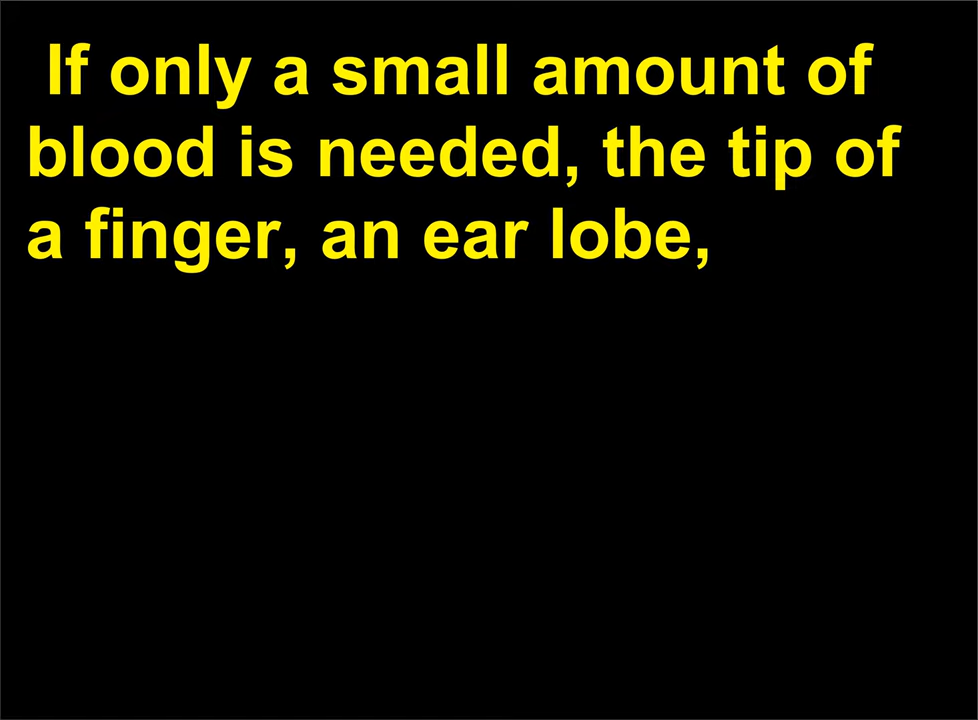 If only a small amount of
blood is needed, the tip of
a finger, an ear lobe,